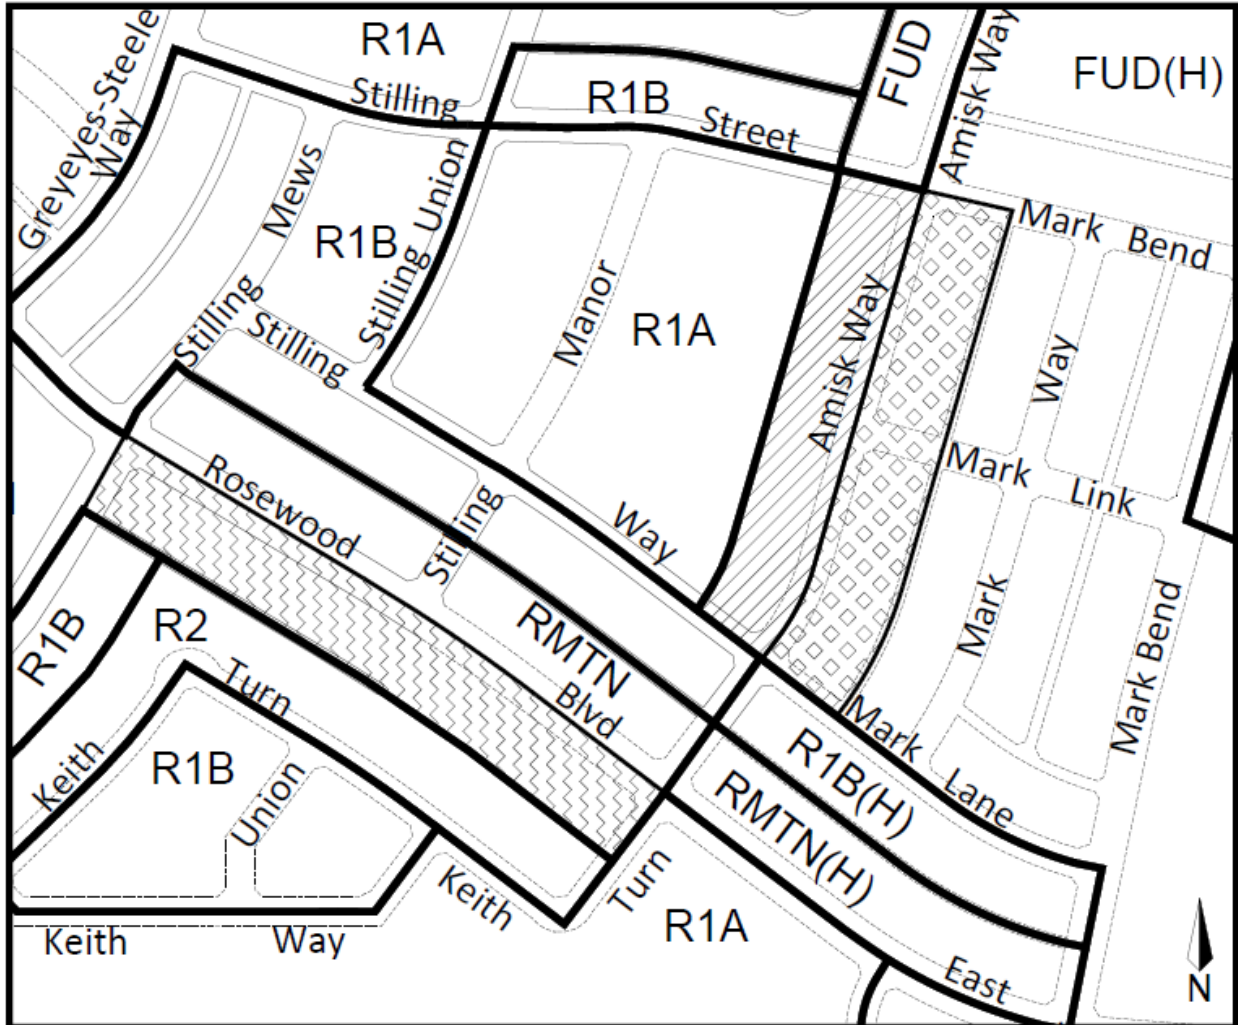 R1A
FUD
Amisk Way
FUD(H)
Greyeyes-Steele
Way
Stilling
R1B
Street
Mews
Stilling Union
R1B
Mark Bend
Stilling
Stilling
Manor
R1A
Amisk Way
Way
Rosewood
Stilling
Way
Mark Link
R1B
R2
RMTN
Mark
Mark Bend
Turn
Blvd
Keith
R1B
Union
Mark
Lane
R1B(H)
RMTN(H)
Keith
Turn
R1A
Keith Way
East
N